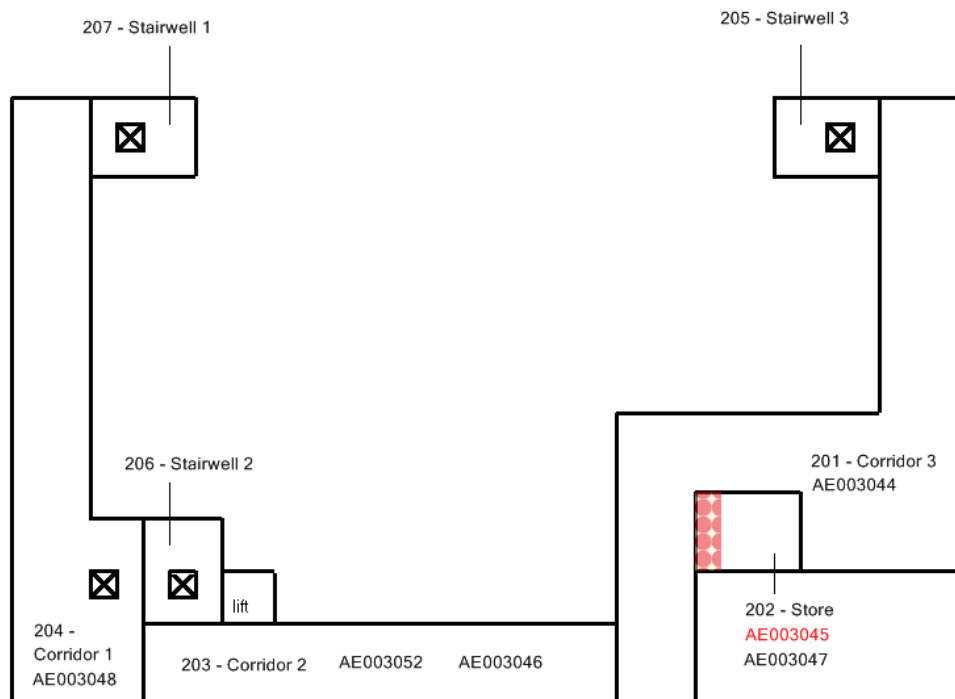 207 - Stairwell 1
205 - Stairwell 3
206 - Stairwell 2
201 - Corridor 3
AE003044
lift
204 -
Corridor 1
AE003048
203 - Corridor 2
AE003052
AE003046
202 - Store
AE003045
AE003047